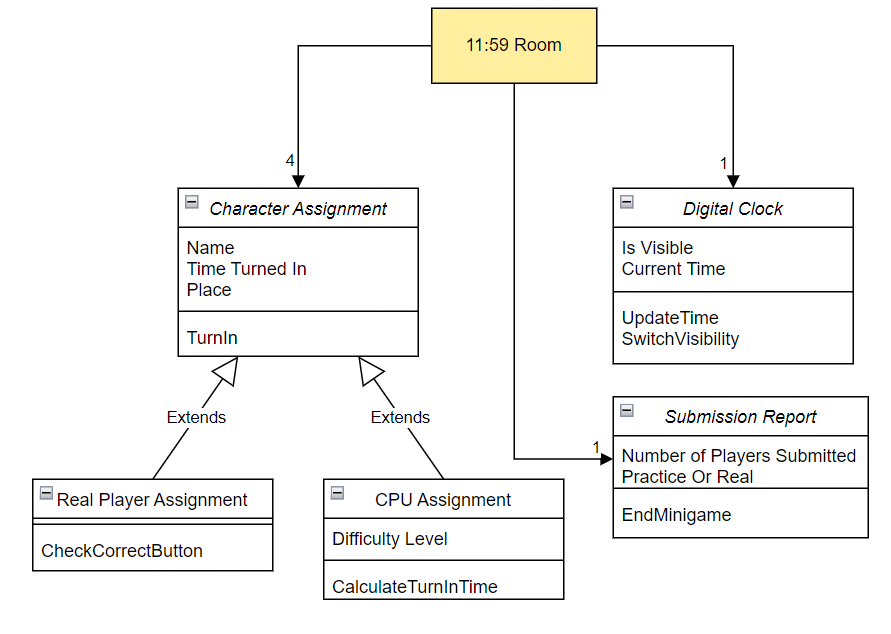 11:59 Room
4
1
Character Assignment
Name
Time Turned In
Place
TurnIn
Digital Clock
Is Visible
Current Time
UpdateTime
SwitchVisibility
Extends
Extends
1
Submission Report
Number of Players Submitted
Practice Or Real
EndMinigame
Real Player Assignment
CheckCorrectButton
CPU Assignment
Difficulty Level
CalculateTurnInTime